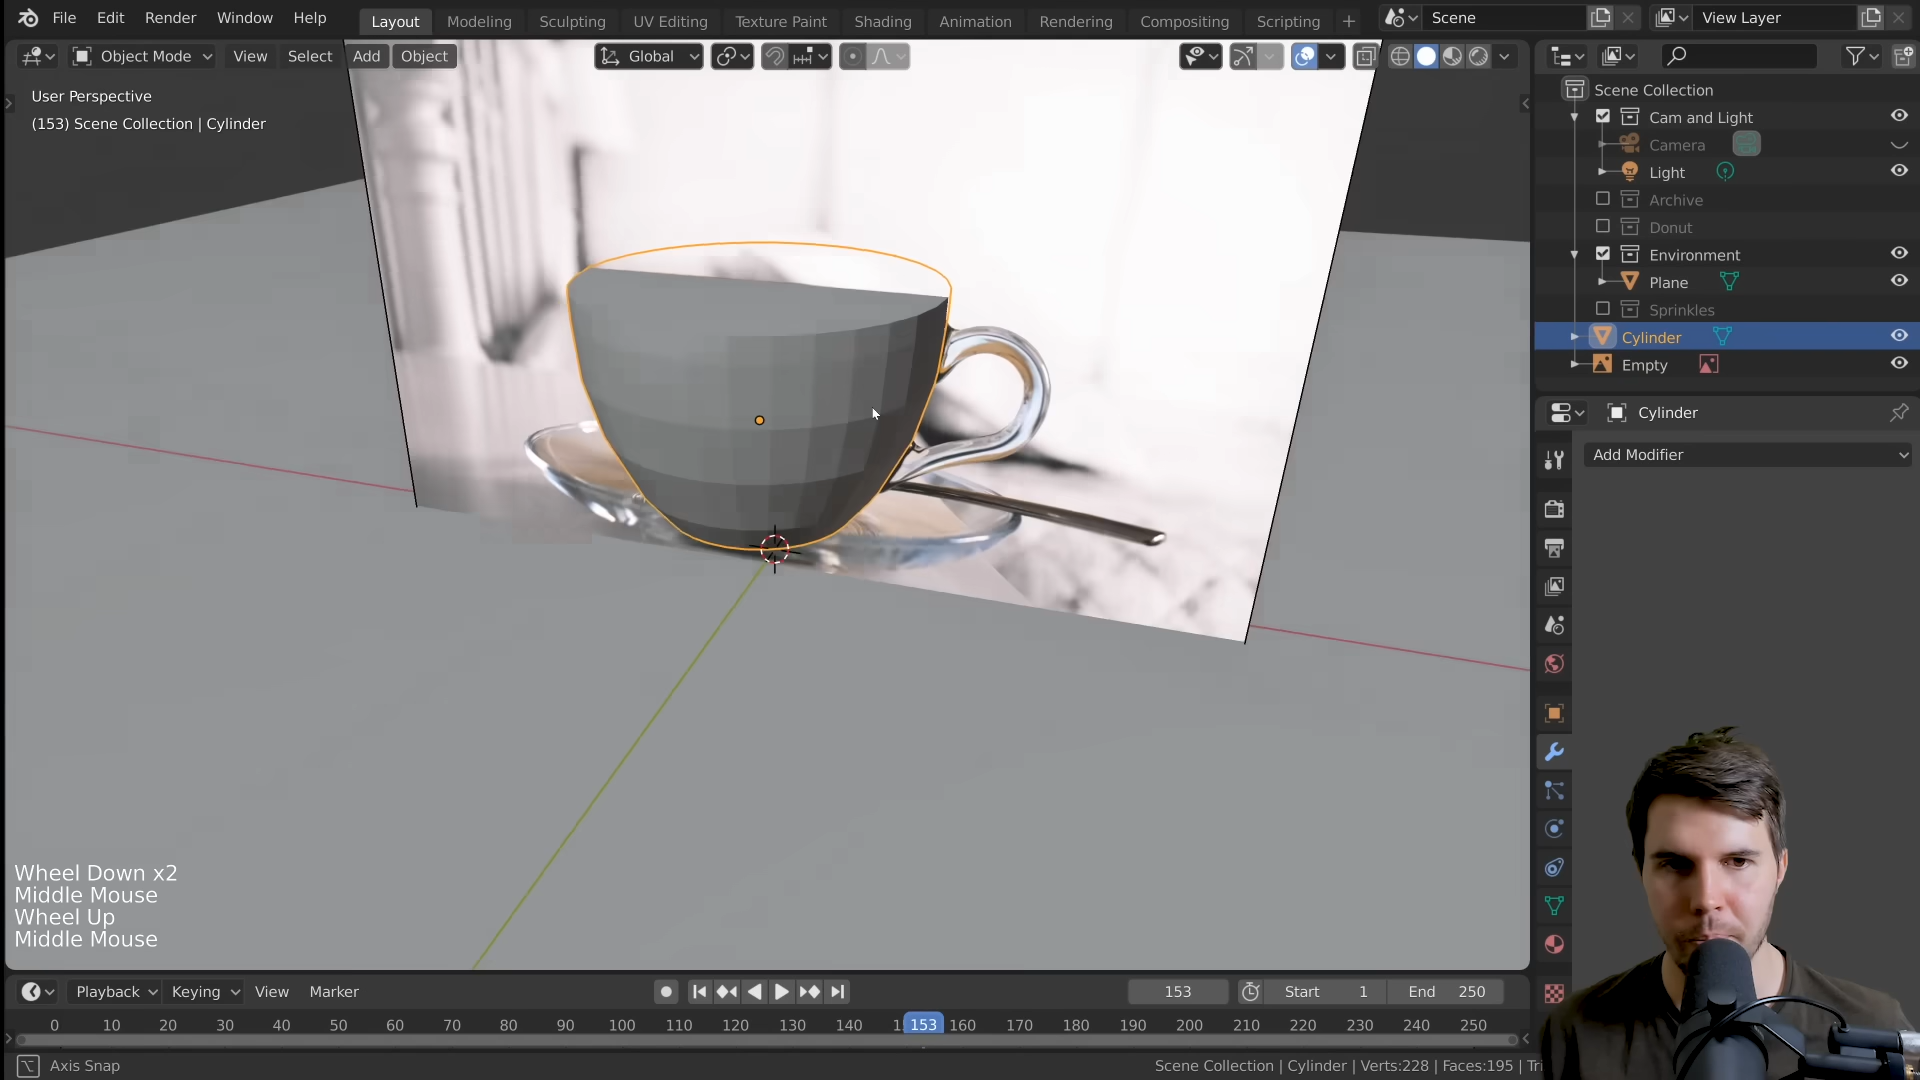 File Edit Render Window Help Layout Modeling Sculpting UV Editing Texture Paint Shading Animation Rendering Compositing Scripting + Scene View Layer
Object Mode View Select Add Object Global
User Perspective
(153) Scene Collection | Cylinder
Scene Collection
Cam and Light
Camera
Light
Archive
Donut
Environment
Plane
Sprinkles
Cylinder
Empty
Cylinder
Add Modifier
Wheel Down x2
Middle Mouse
Wheel Up
Middle Mouse
Playback Keying View Marker 153 Start 1 End 250
0 10 20 30 40 50 60 70 80 90 100 110 120 130 140 153 160 170 180 190 200 210 220 230 240 250
Axis Snap Scene Collection | Cylinder | Verts:228 | Faces:195 | Tri